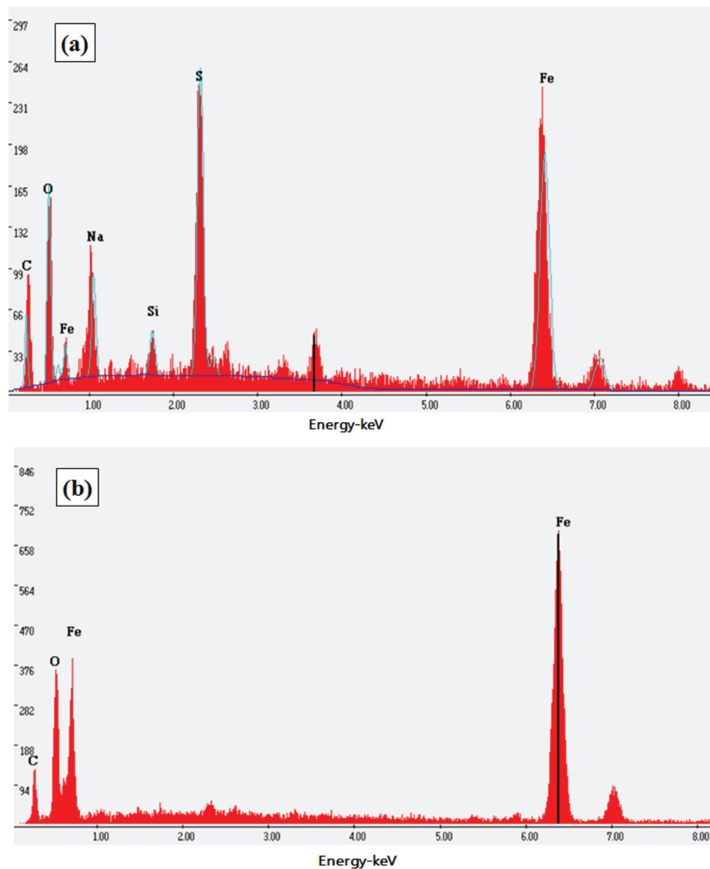 297
(a)
264
S
Fe
231
198
165
O
132
Na
99
C
66
Fe
Si
33
1.00 2.00 3.00 4.00 5.00 6.00 7.00 8.00
Energy-keV
846
(b)
752
Fe
658
564
470
Fe
376
O
282
188
C
94
1.00 2.00 3.00 4.00 5.00 6.00 7.00 8.00
Energy-keV